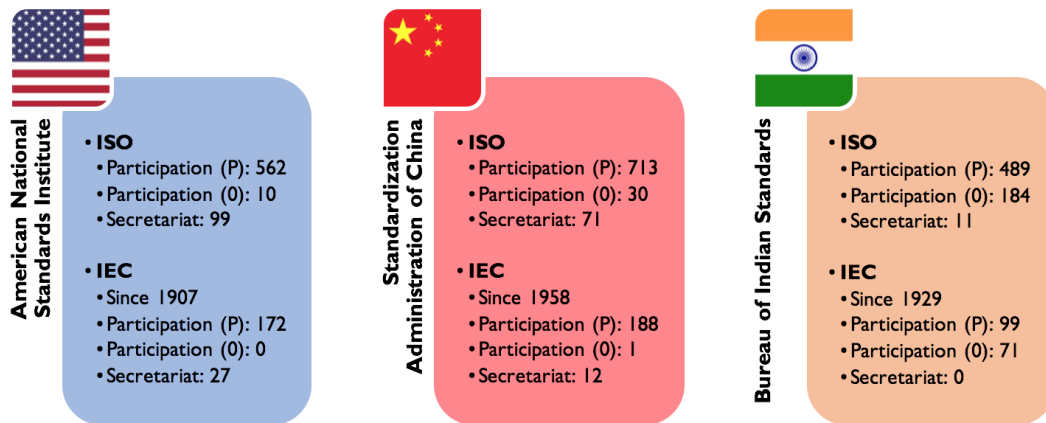 American National
Standards Institute
• ISO
• Participation (P): 562
• Participation (0): 10
• Secretariat: 99
• IEC
• Since 1907
• Participation (P): 172
• Participation (0): 0
• Secretariat: 27
Standardization
Administration of China
• ISO
• Participation (P): 713
• Participation (0): 30
• Secretariat: 71
• IEC
• Since 1958
• Participation (P): 188
• Participation (0): 1
• Secretariat: 12
Bureau of Indian Standards
• ISO
• Participation (P): 489
• Participation (0): 184
• Secretariat: 11
• IEC
• Since 1929
• Participation (P): 99
• Participation (0): 71
• Secretariat: 0